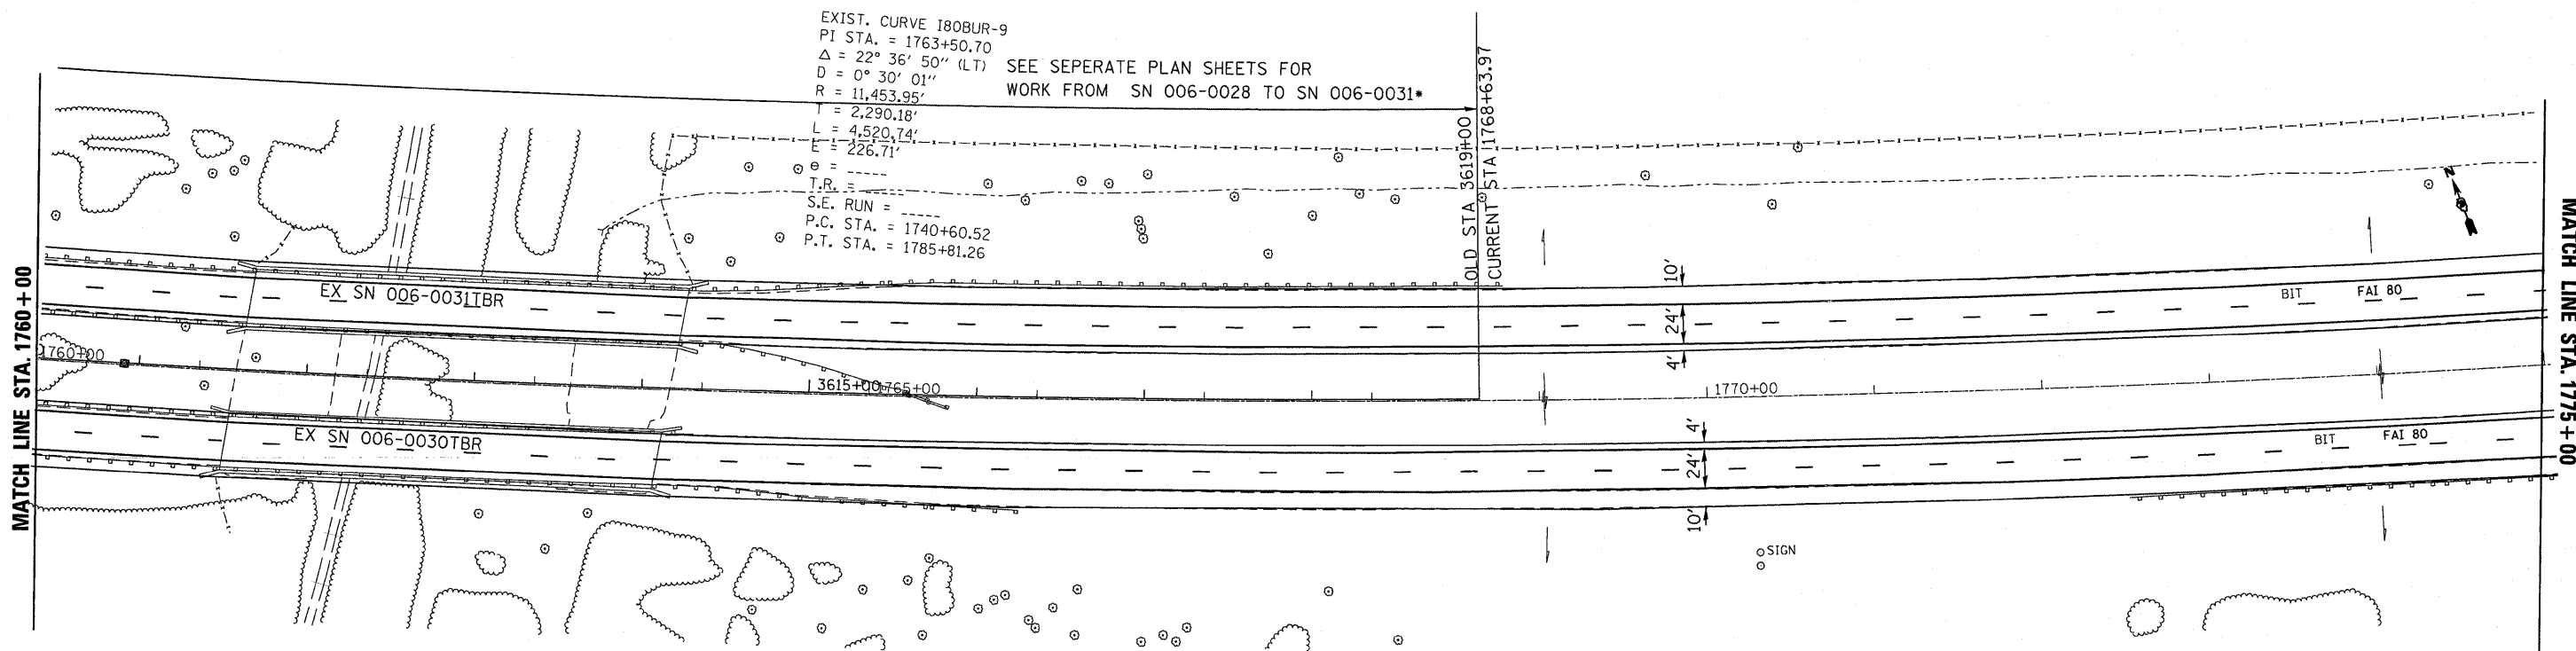 EXIST. CURVE I80BUR-9
PI STA. = 1763+50.70
Δ = 22° 36' 50" (LT)
D = 0° 30' 01"
R = 11,453.95'
T = 2,290.18'
L = 4,520.74'
E = 226.71'
e = _____
T.R. = _____
S.E. RUN = _____
P.C. STA. = 1740+60.52
P.T. STA. = 1785+81.26
SEE SEPERATE PLAN SHEETS FOR
WORK FROM SN 006-0028 TO SN 006-0031*
OLD STA 3619+00
CURRENT STA 1768+63.97
N
MATCH LINE STA. 1760+00
MATCH LINE STA. 1775+00
EX SN 006-0031TBR
10'
24'
4'
BIT
FAI 80
1760+00
3615+00
1765+00
1770+00
EX SN 006-0030TBR
4'
24'
10'
BIT
FAI 80
SIGN